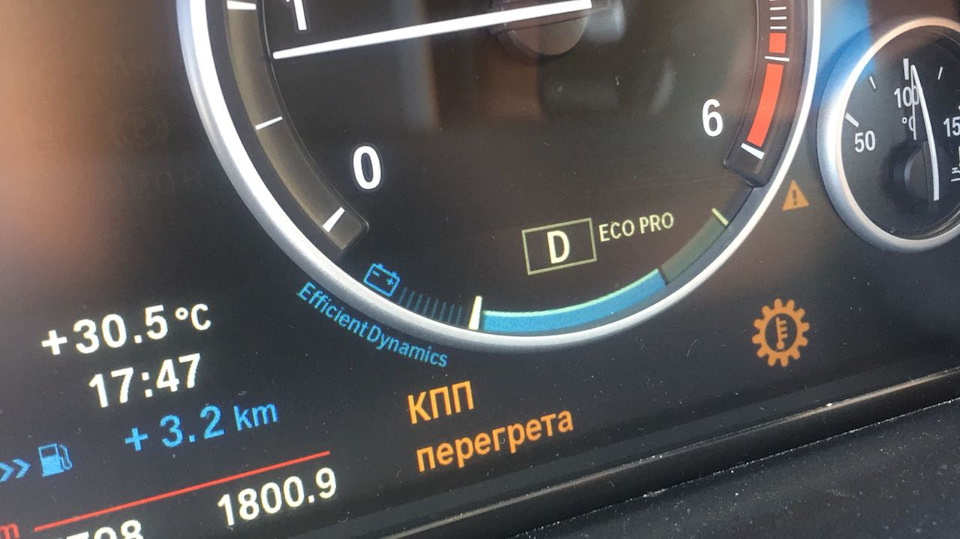 1
0
6
D ECO PRO
100
°C
50
EfficientDynamics
+30.5 °C
17:47
+ 3.2 km
КПП
перегрета
1800.9